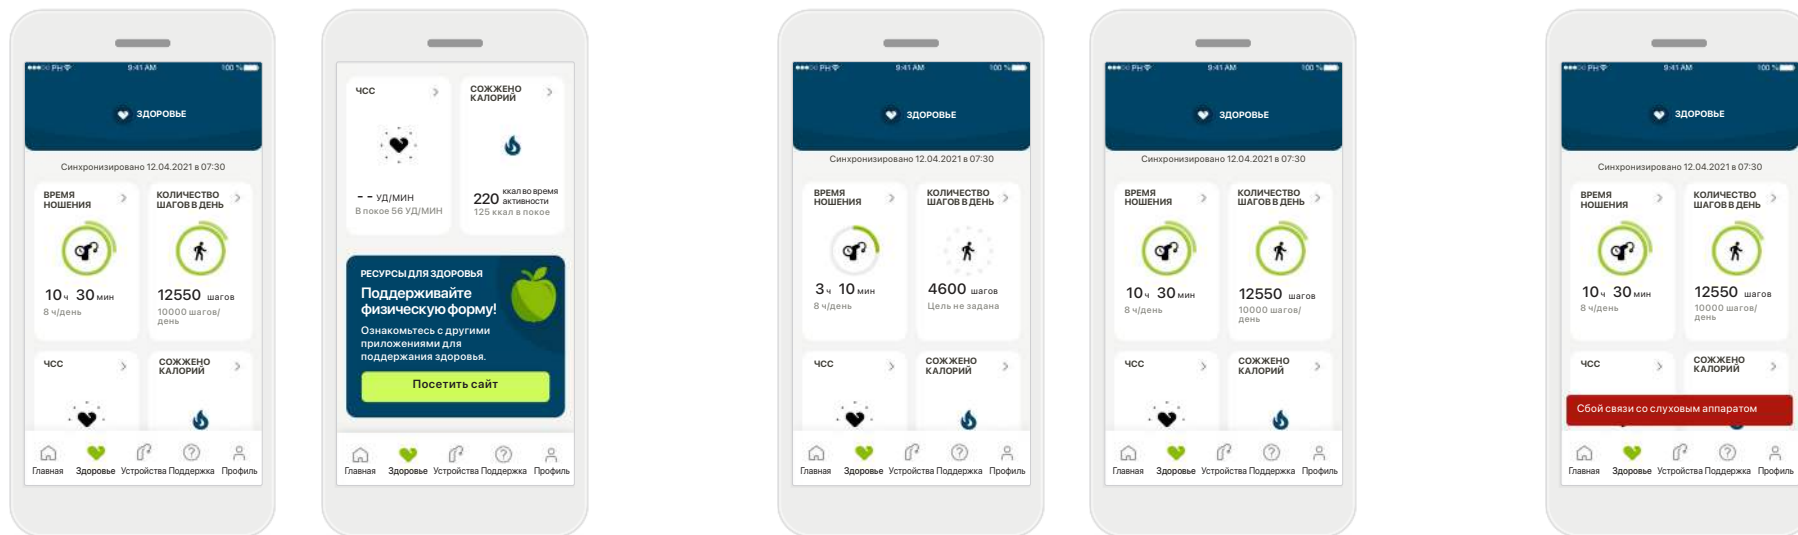 PH 9:41 AM 100 %
ЗДОРОВЬЕ
Синхронизировано 12.04.2021 в 07:30
ВРЕМЯ НОШЕНИЯ
КОЛИЧЕСТВО ШАГОВ В ДЕНЬ
10 ч 30 мин
8 ч/день
12550 шагов
10000 шагов/
день
ЧСС
СОЖЖЕНО КАЛОРИЙ
Главная Здоровье Устройства Поддержка Профиль
ЧСС
СОЖЖЕНО КАЛОРИЙ
- - УД/МИН
В покое 56 УД/МИН
220 ккал во время активности
125 ккал в покое
РЕСУРСЫ ДЛЯ ЗДОРОВЬЯ
Поддерживайте
физическую форму!
Ознакомьтесь с другими
приложениями для
поддержания здоровья.
Посетить сайт
Главная Здоровье Устройства Поддержка Профиль
PH 9:41 AM 100 %
ЗДОРОВЬЕ
Синхронизировано 12.04.2021 в 07:30
ВРЕМЯ НОШЕНИЯ
КОЛИЧЕСТВО ШАГОВ В ДЕНЬ
3 ч 10 мин
8 ч/день
4600 шагов
Цель не задана
ЧСС
СОЖЖЕНО КАЛОРИЙ
Главная Здоровье Устройства Поддержка Профиль
PH 9:41 AM 100 %
ЗДОРОВЬЕ
Синхронизировано 12.04.2021 в 07:30
ВРЕМЯ НОШЕНИЯ
КОЛИЧЕСТВО ШАГОВ В ДЕНЬ
10 ч 30 мин
8 ч/день
12550 шагов
10000 шагов/
день
ЧСС
СОЖЖЕНО КАЛОРИЙ
Главная Здоровье Устройства Поддержка Профиль
PH 9:41 AM 100 %
ЗДОРОВЬЕ
Синхронизировано 12.04.2021 в 07:30
ВРЕМЯ НОШЕНИЯ
КОЛИЧЕСТВО ШАГОВ В ДЕНЬ
10 ч 30 мин
8 ч/день
12550 шагов
10000 шагов/
день
ЧСС
СОЖЖЕНО КАЛОРИЙ
Сбой связи со слуховым аппаратом
Главная Здоровье Устройства Поддержка Профиль